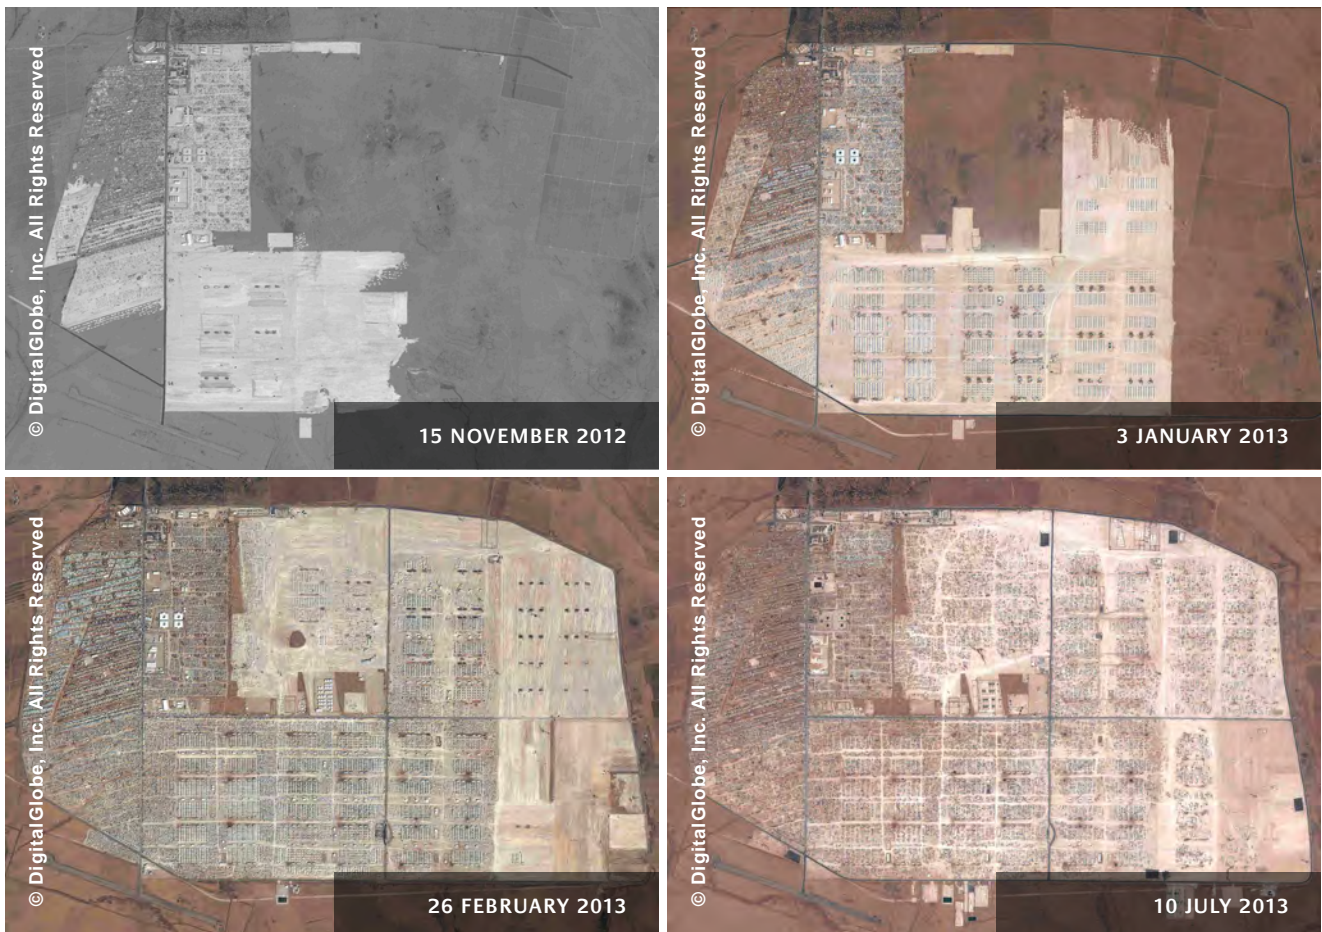 © DigitalGlobe, Inc. All Rights Reserved
15 NOVEMBER 2012
© DigitalGlobe, Inc. All Rights Reserved
3 JANUARY 2013
© DigitalGlobe, Inc. All Rights Reserved
26 FEBRUARY 2013
© DigitalGlobe, Inc. All Rights Reserved
10 JULY 2013